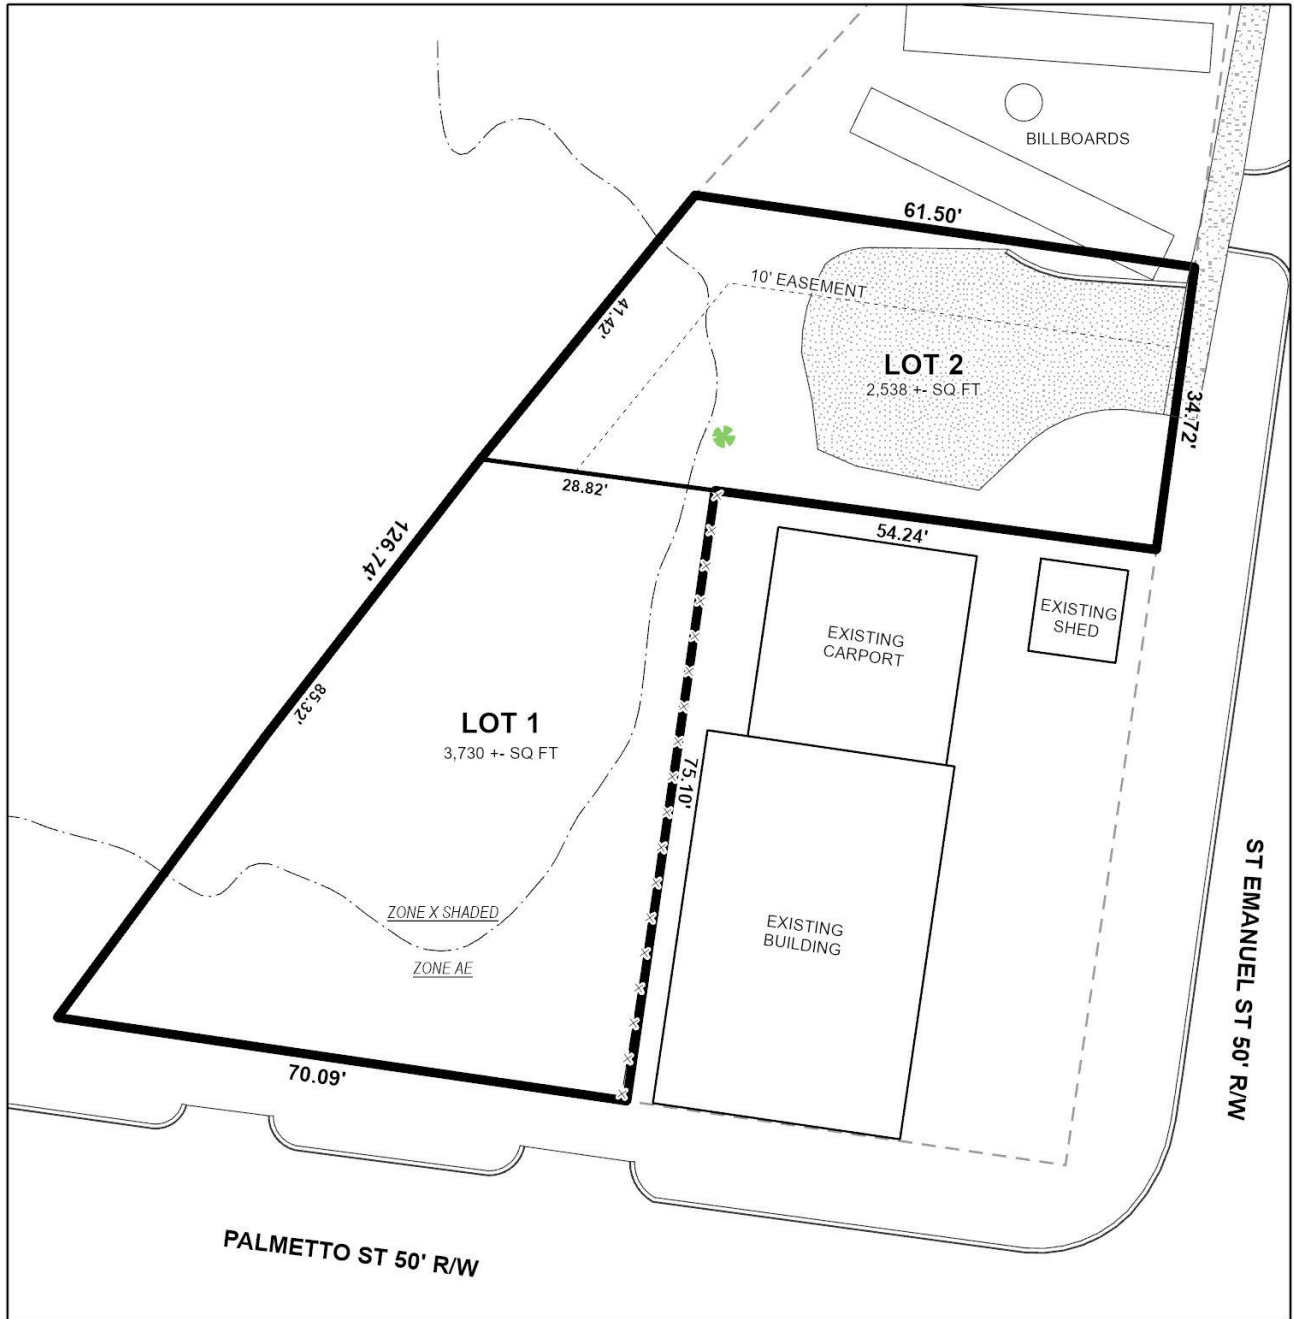 BILLBOARDS
61.50'
10' EASEMENT
41.42'
LOT 2
2,538 +- SQ FT
34.72'
28.82'
54.24'
126.74'
EXISTING
SHED
EXISTING
CARPORT
85.32'
LOT 1
3,730 +- SQ FT
75.10'
ZONE X SHADED
ZONE AE
EXISTING
BUILDING
ST EMANUEL ST 50' R/W
70.09'
PALMETTO ST 50' R/W